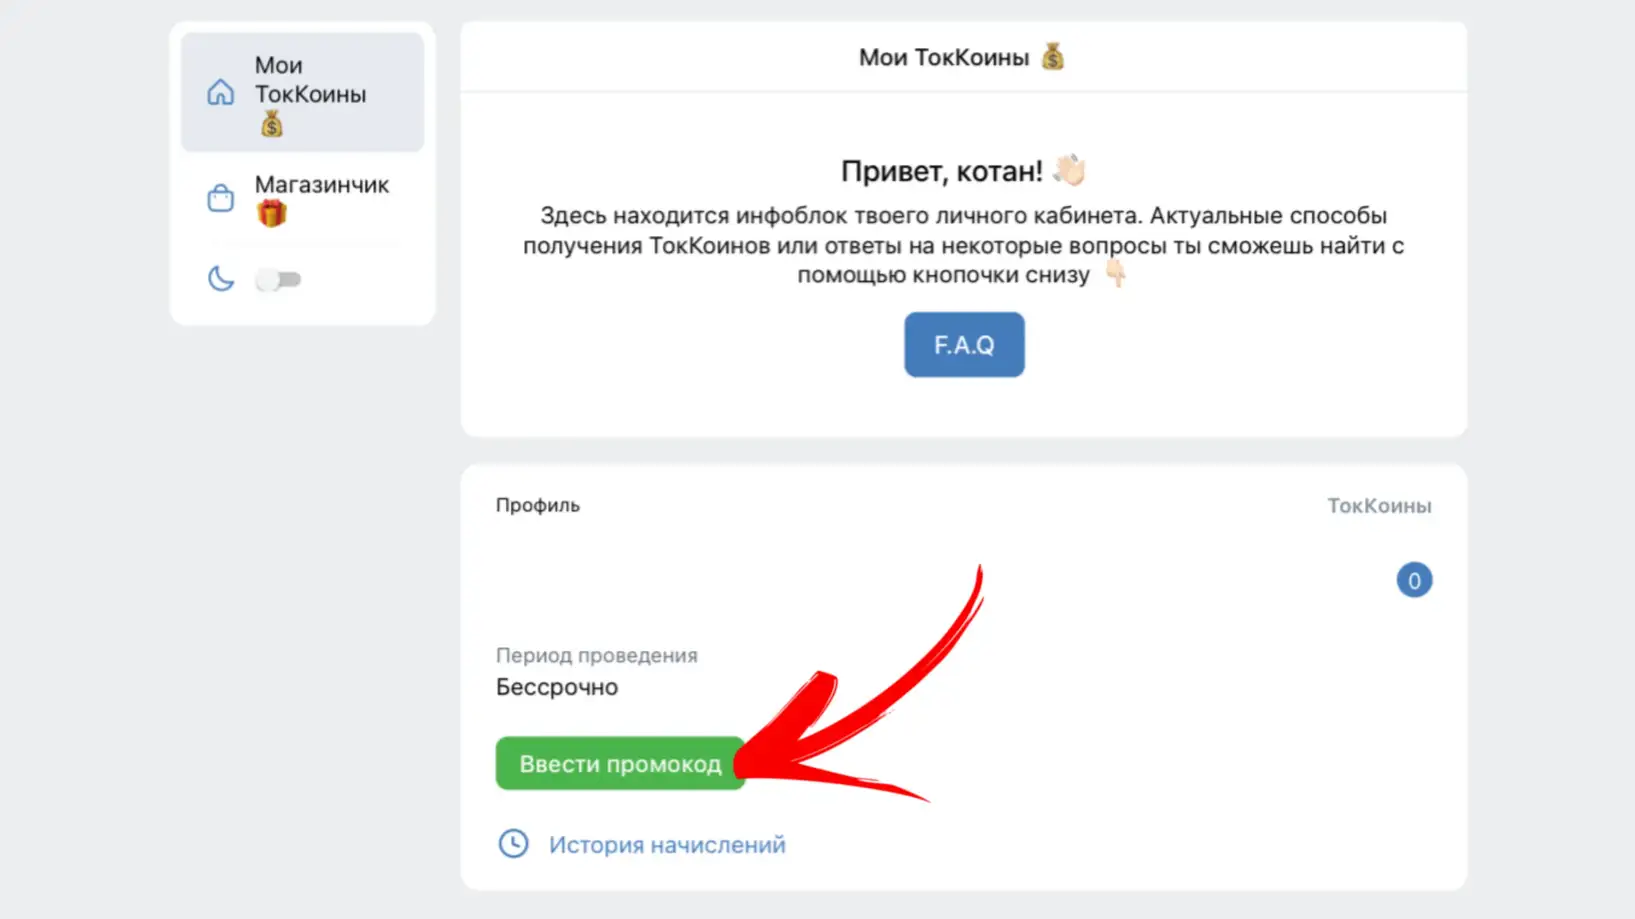 Мои
ТокКоины
💰
Магазинчик
🎁
Мои ТокКоины 💰
Привет, котан! 👋🏻
Здесь находится инфоблок твоего личного кабинета. Актуальные способы
получения ТокКоинов или ответы на некоторые вопросы ты сможешь найти с
помощью кнопочки снизу 👇🏻
F.A.Q
Профиль
ТокКоины
0
Период проведения
Бессрочно
Ввести промокод
История начислений